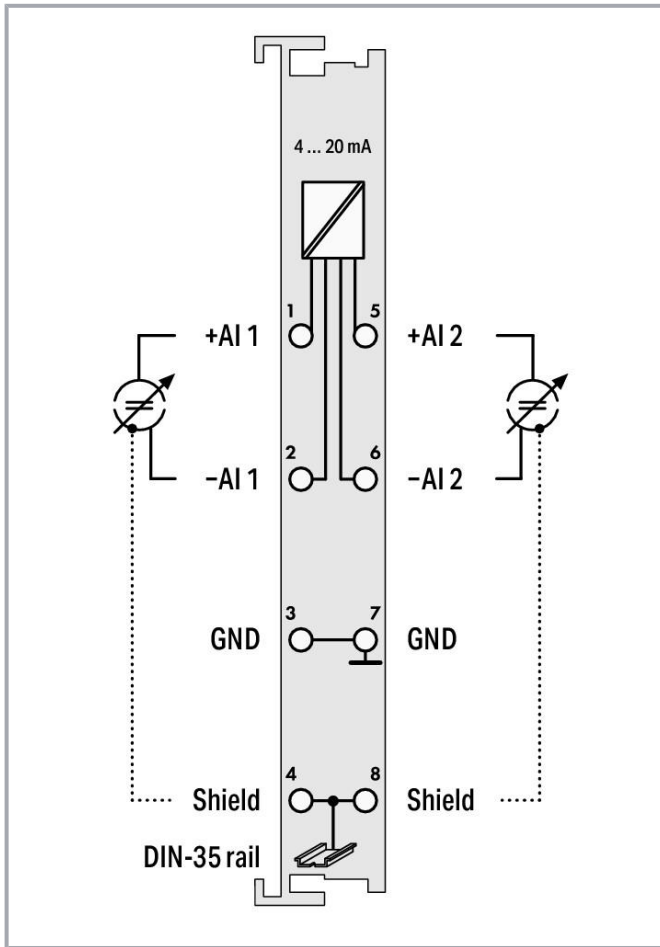 4 ... 20 mA
1 5
+AI 1 +AI 2
2 6
−AI 1 −AI 2
3 7
GND GND
4 8
Shield Shield
DIN-35 rail